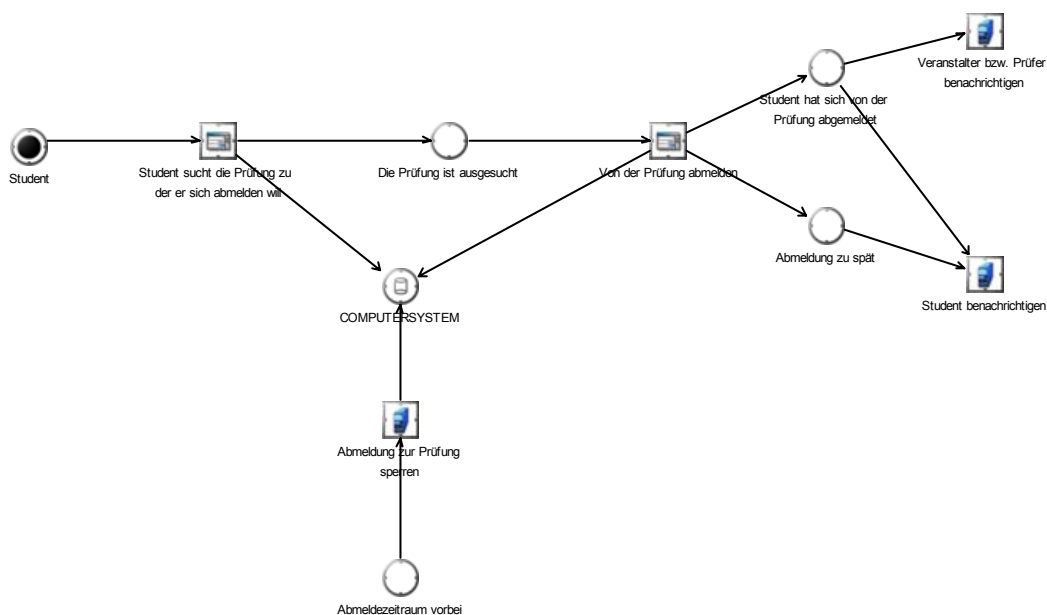 Veranstalter bzw. Prüfer
benachrichtigen
Student hat sich von der
Prüfung abgemeldet
Student
Student sucht die Prüfung zu
der er sich abmelden will
Die Prüfung ist ausgesucht
Von der Prüfung abmelden
Abmeldung zu spät
Student benachrichtigen
COMPUTERSYSTEM
Abmeldung zur Prüfung
sperren
Abmeldezeitraum vorbei